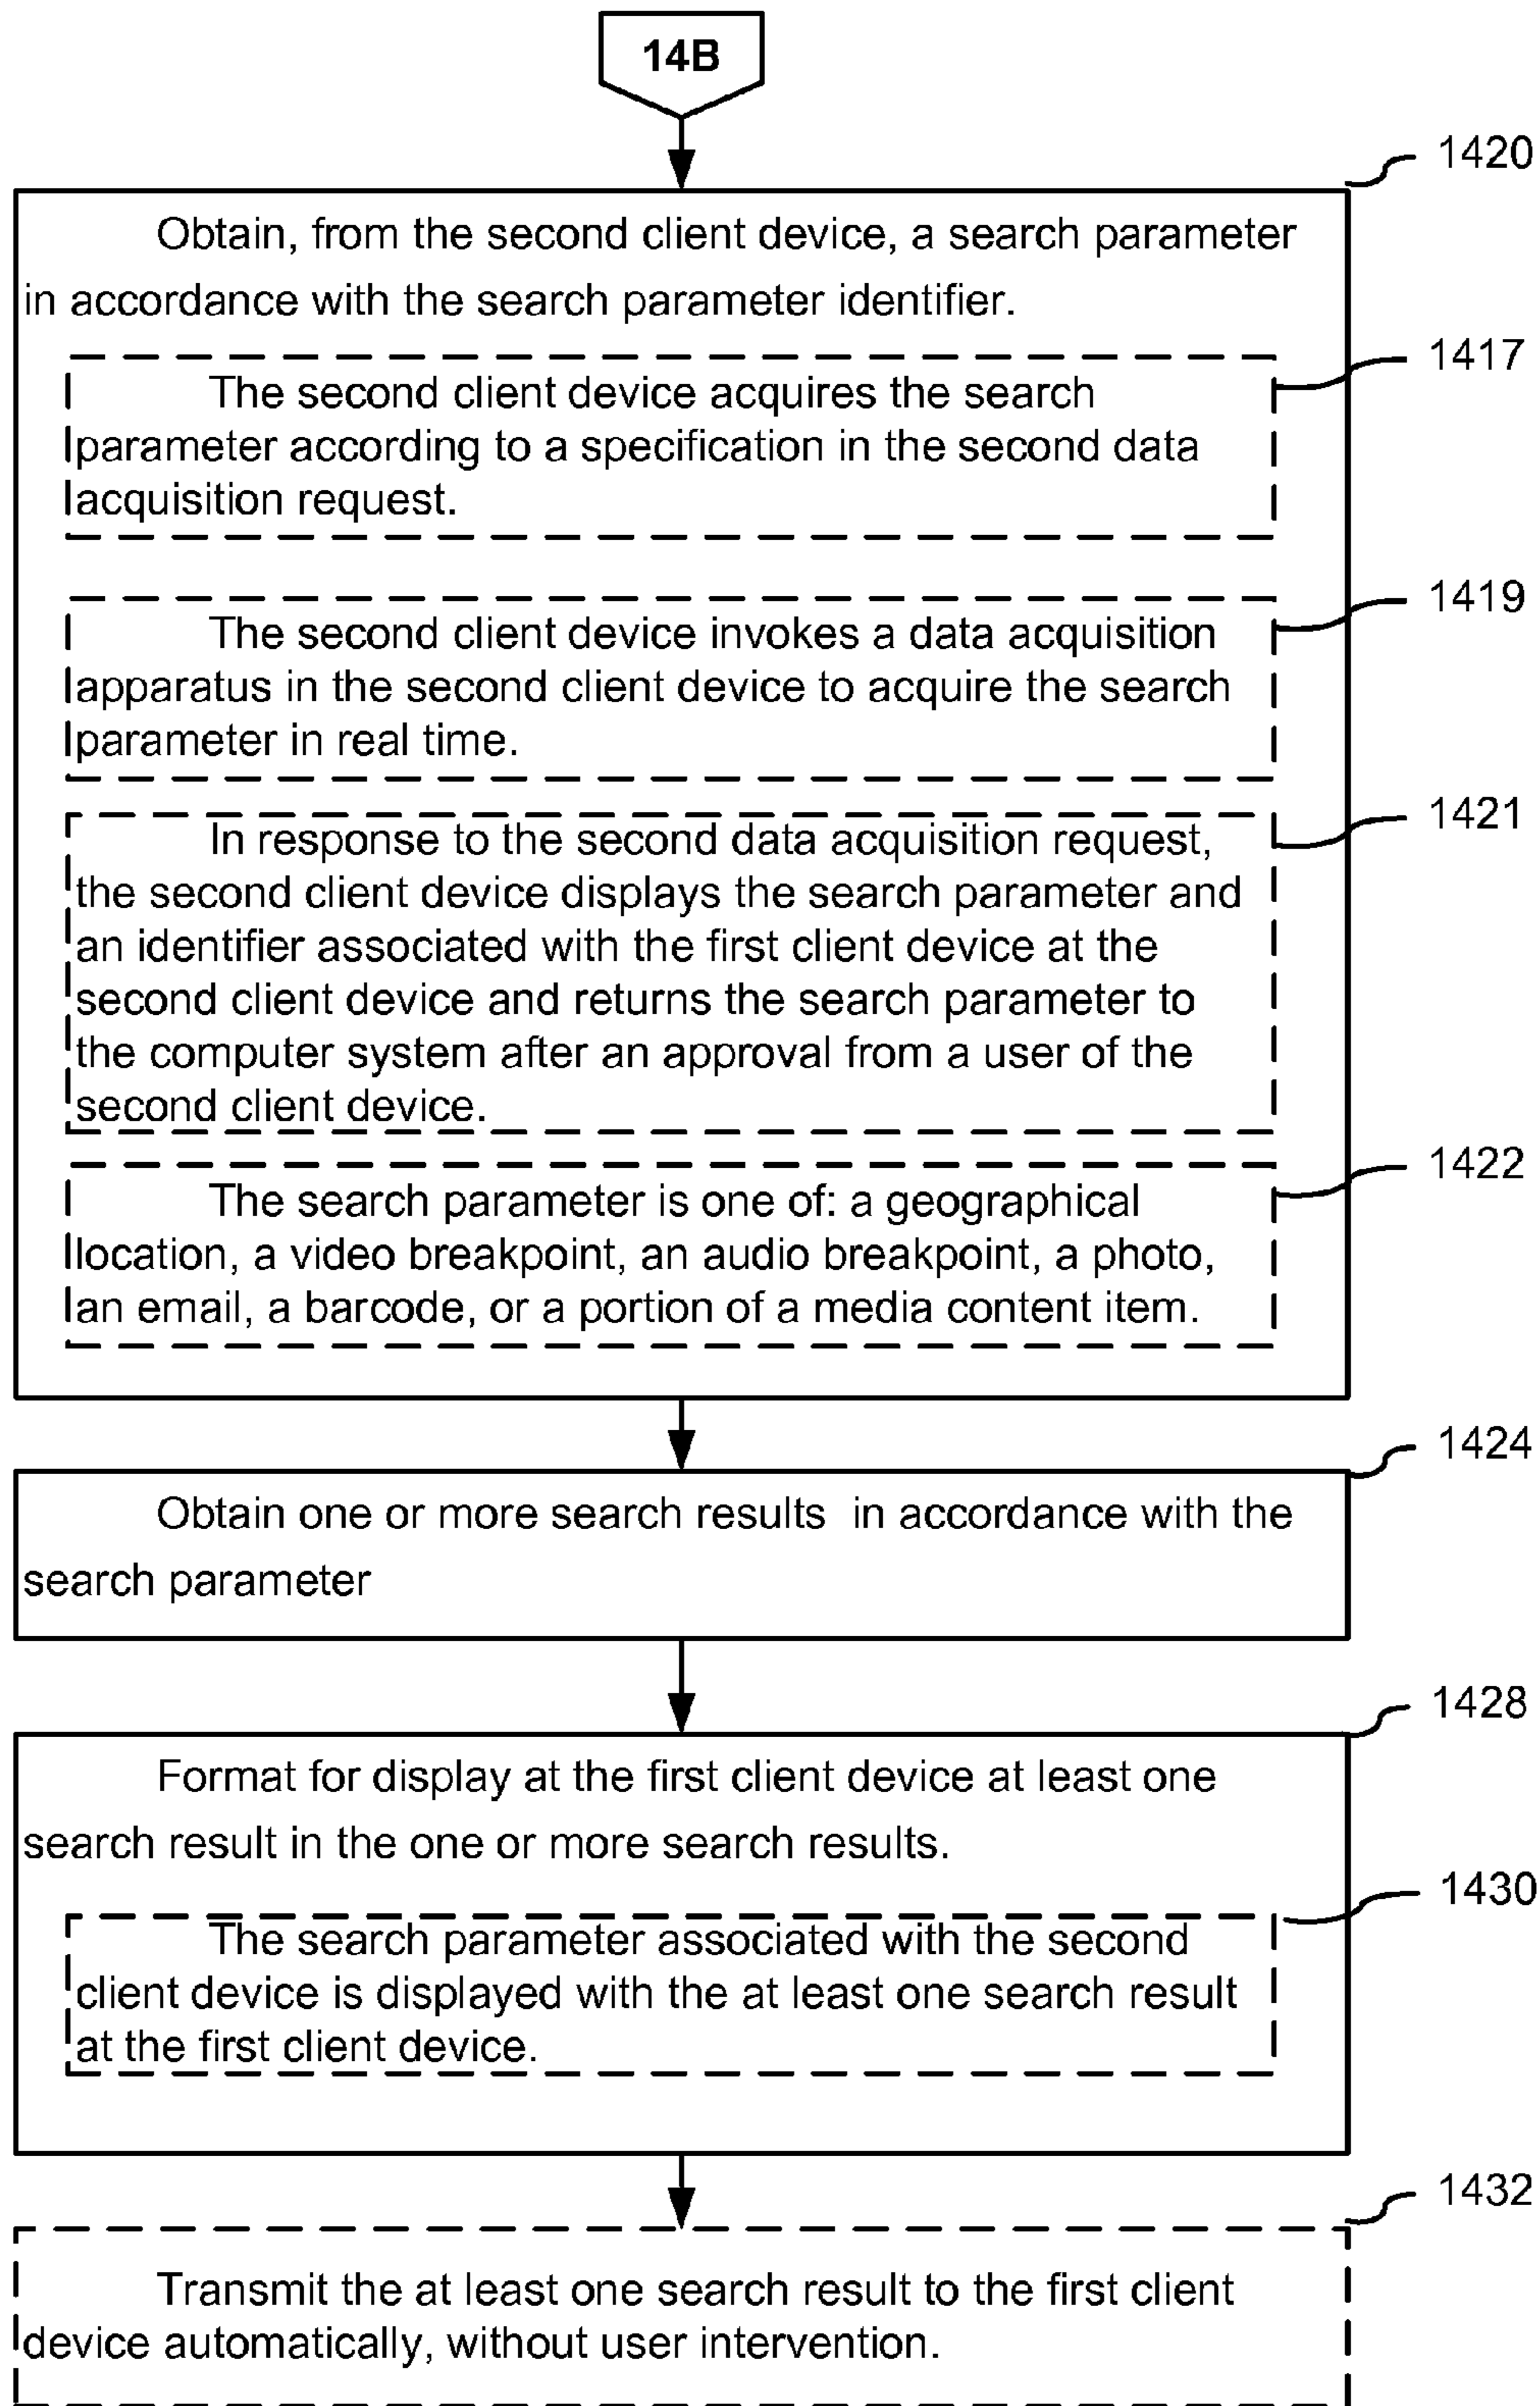 14B
1420
Obtain, from the second client device, a search parameter
in accordance with the search parameter identifier.
1417
The second client device acquires the search
parameter according to a specification in the second data
acquisition request.
1419
The second client device invokes a data acquisition
apparatus in the second client device to acquire the search
parameter in real time.
1421
In response to the second data acquisition request,
the second client device displays the search parameter and
an identifier associated with the first client device at the
second client device and returns the search parameter to
the computer system after an approval from a user of the
second client device.
1422
The search parameter is one of: a geographical
location, a video breakpoint, an audio breakpoint, a photo,
an email, a barcode, or a portion of a media content item.
1424
Obtain one or more search results in accordance with the
search parameter
1428
Format for display at the first client device at least one
search result in the one or more search results.
1430
The search parameter associated with the second
client device is displayed with the at least one search result
at the first client device.
1432
Transmit the at least one search result to the first client
device automatically, without user intervention.